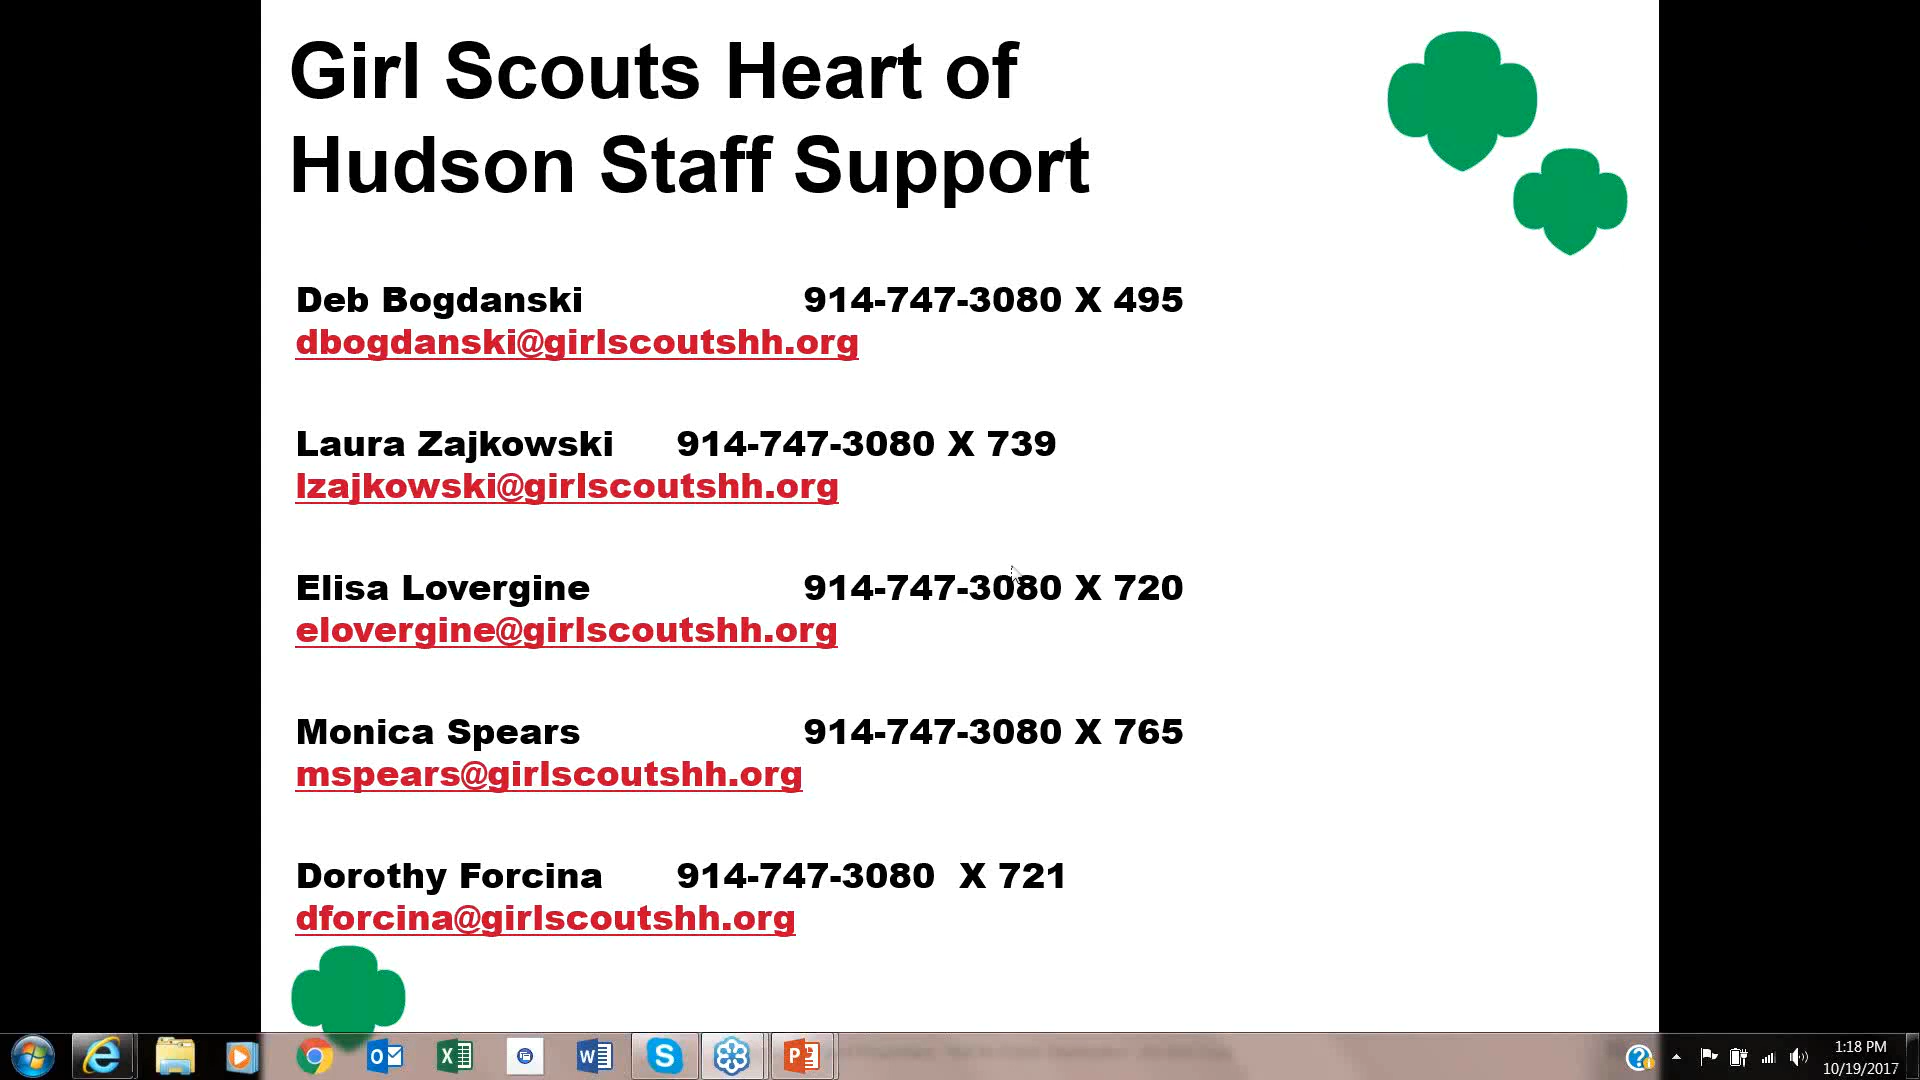 Girl Scouts Heart of
Hudson Staff Support
Deb Bogdanski 914-747-3080 X 495
dbogdanski@girlscoutshh.org
Laura Zajkowski 914-747-3080 X 739
lzajkowski@girlscoutshh.org
Elisa Lovergine 914-747-3080 X 720
elovergine@girlscoutshh.org
Monica Spears 914-747-3080 X 765
mspears@girlscoutshh.org
Dorothy Forcina 914-747-3080 X 721
dforcina@girlscoutshh.org
1:18 PM
10/19/2017